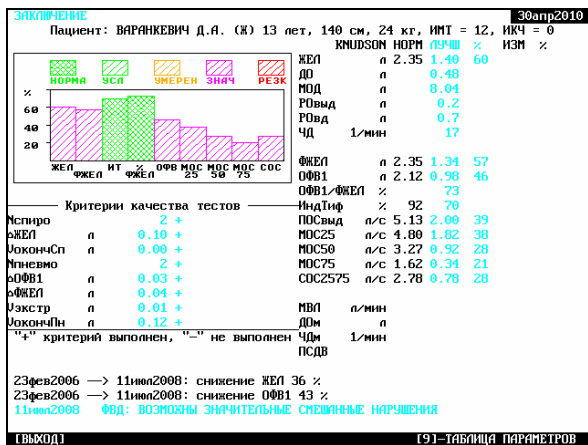 ЗАКЛЮЧЕНИЕ 30апр2010
Пациент: ВАРАНКЕВИЧ Д.А. (Ж) 13 лет, 140 см, 24 кг, ИМТ = 12, ИКЧ = 0
KNUDSON НОРМ ЛУЧШ % ИЗМ %
НОРМА УСЛ УМЕРЕН ЗНАЧ РЕЗК
%
60
40
20
ЖЕЛ ФЖЕЛ ИТ % ФЖЕЛ ОФВ МОС 25 МОС 50 МОС 75 СОС
ЖЕЛ л 2.35 1.40 60
ДО л 0.48
МОД л 8.04
РОвыд л 0.2
РОвд л 0.7
ЧД 1/мин 17
ФЖЕЛ л 2.35 1.34 57
ОФВ1 л 2.12 0.98 46
ОФВ1/ФЖЕЛ % 73
ИндТиф % 92 70
ПОСвыд л/с 5.13 2.00 39
МОС25 л/с 4.80 1.82 38
МОС50 л/с 3.27 0.92 28
МОС75 л/с 1.62 0.34 21
СОС2575 л/с 2.78 0.78 28
МВЛ л/мин
ДОм л
ЧДм 1/мин
ПСДВ
Критерии качества тестов
Nспиро 2 +
△ЖЕЛ л 0.10 +
VокончСп л 0.00 +
Nпневмо 2 +
△ОФВ1 л 0.03 +
△ФЖЕЛ л 0.04 +
Vэкстр л 0.01 +
VокончПн л 0.12 +
"+" критерий выполнен, "-" не выполнен
23фев2006 —> 11июл2008: снижение ЖЕЛ 36 %
23фев2006 —> 11июл2008: снижение ОФВ1 43 %
11июл2008 ФВД: ВОЗМОЖНЫ ЗНАЧИТЕЛЬНЫЕ СМЕШАННЫЕ НАРУШЕНИЯ
[ВЫХОД] [9]-ТАБЛИЦА ПАРАМЕТРОВ